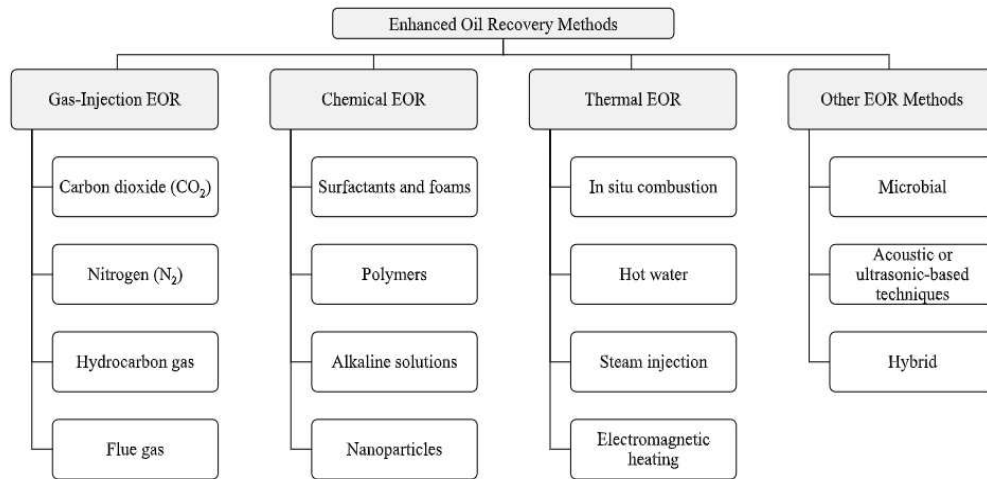 Enhanced Oil Recovery Methods
Gas-Injection EOR
Carbon dioxide (CO₂)
Nitrogen (N₂)
Hydrocarbon gas
Flue gas
Chemical EOR
Surfactants and foams
Polymers
Alkaline solutions
Nanoparticles
Thermal EOR
In situ combustion
Hot water
Steam injection
Electromagnetic
heating
Other EOR Methods
Microbial
Acoustic or
ultrasonic-based
techniques
Hybrid